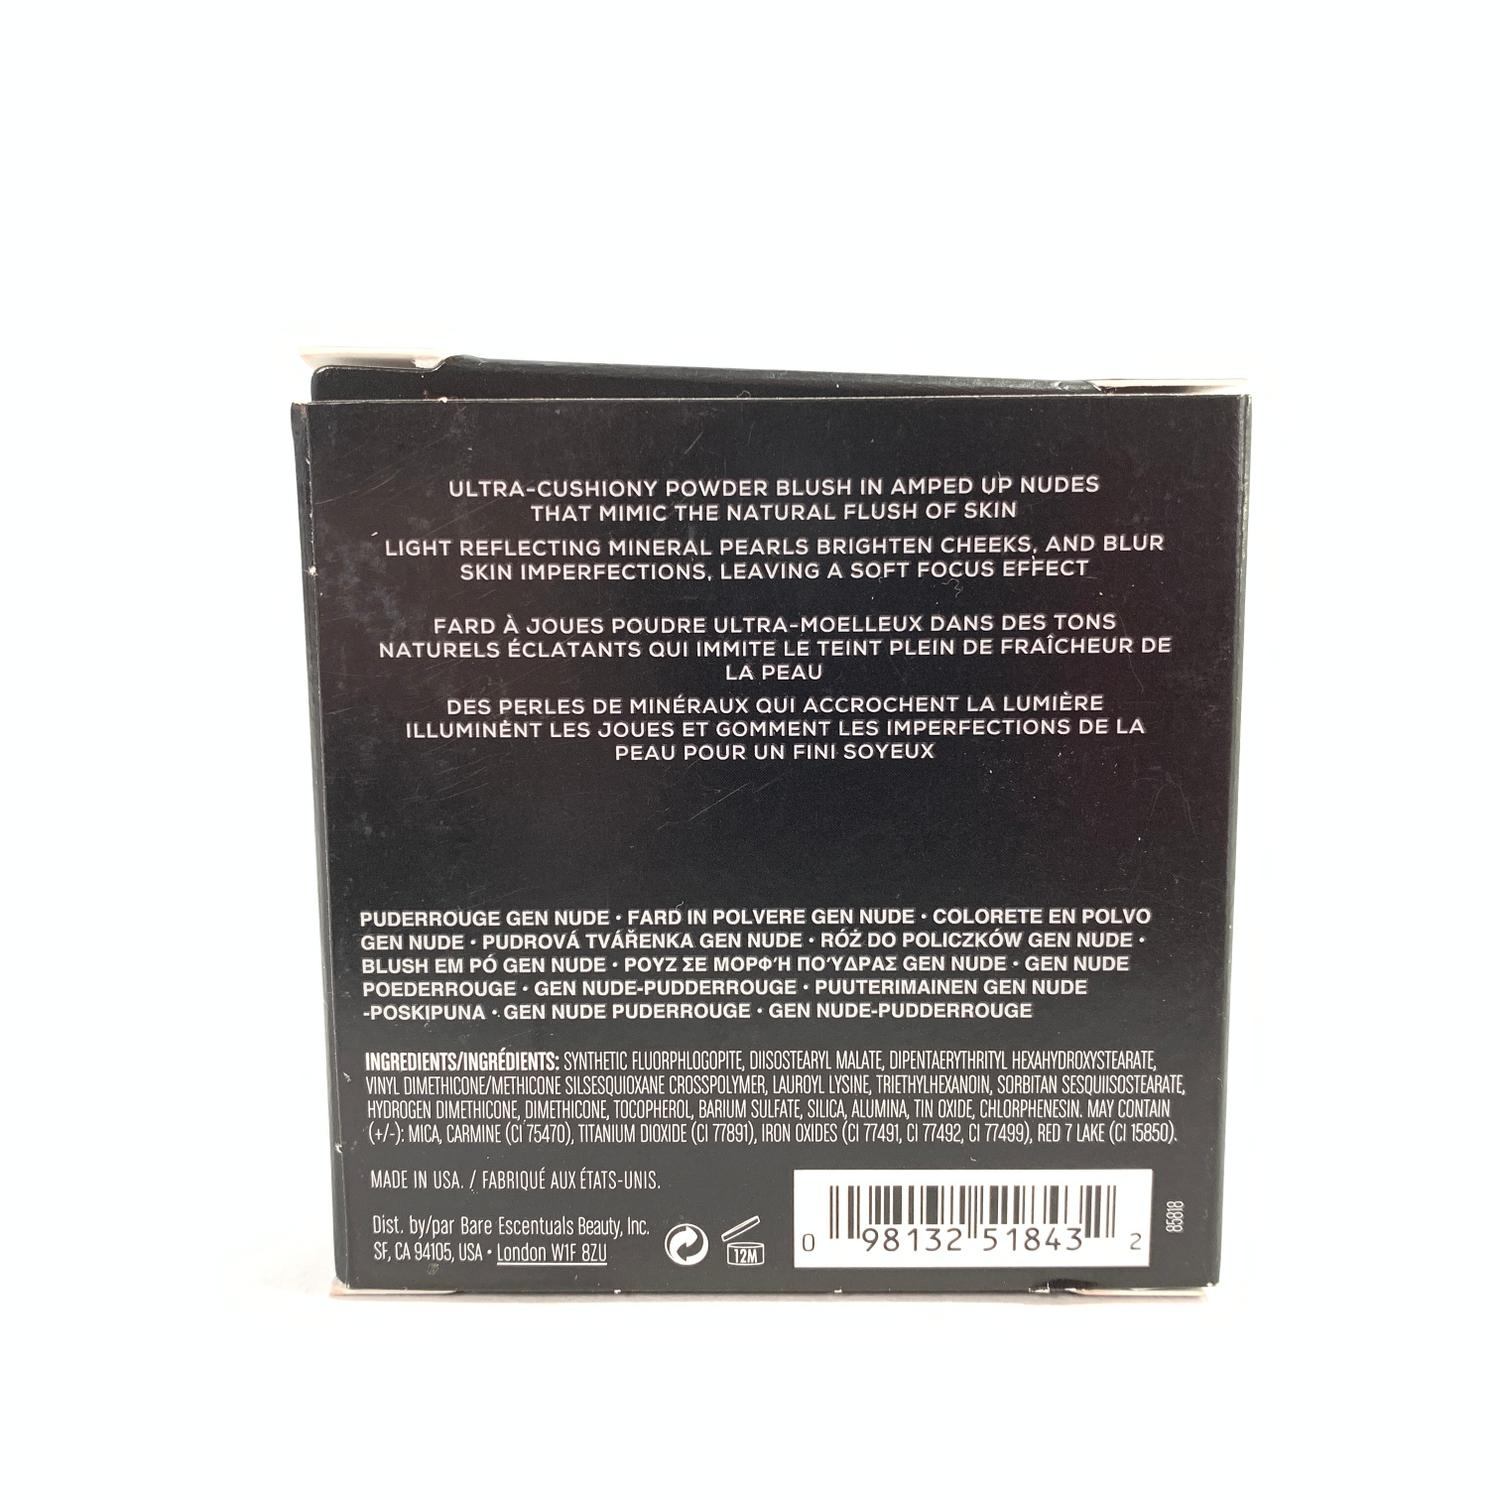 ULTRA-CUSHIONY POWDER BLUSH IN AMPED UP NUDES
THAT MIMIC THE NATURAL FLUSH OF SKIN
LIGHT REFLECTING MINERAL PEARLS BRIGHTEN CHEEKS, AND BLUR
SKIN IMPERFECTIONS, LEAVING A SOFT FOCUS EFFECT
FARD À JOUES POUDRE ULTRA-MOELLEUX DANS DES TONS
NATURELS ÉCLATANTS QUI IMMITE LE TEINT PLEIN DE FRAÎCHEUR DE
LA PEAU
DES PERLES DE MINÉRAUX QUI ACCROCHENT LA LUMIÈRE
ILLUMINENT LES JOUES ET GOMMENT LES IMPERFECTIONS DE LA
PEAU POUR UN FINI SOYEUX
PUDERROUGE GEN NUDE • FARD IN POLVERE GEN NUDE • COLORETE EN POLVO
GEN NUDE • PUDROVÁ TVÁŘENKA GEN NUDE • RÓŻ DO POLICZKÓW GEN NUDE •
BLUSH EM PÓ GEN NUDE • ΡΟΥΖ ΣΕ ΜΟΡΦΉ ΠΟΎΔΡΑΣ GEN NUDE • GEN NUDE
POEDERROUGE • GEN NUDE-PUDDERROUGE • PUUTERIMAINEN GEN NUDE
-POSKIPUNA • GEN NUDE PUDERROUGE • GEN NUDE-PUDDERROUGE
INGREDIENTS/INGRÉDIENTS: SYNTHETIC FLUORPHLOGOPITE, DIISOSTEARYL MALATE, DIPENTAERYTHRITYL HEXAHYDROXYSTEARATE,
VINYL DIMETHICONE/METHICONE SILSESQUIOXANE CROSSPOLYMER, LAUROYL LYSINE, TRIETHYLHEXANOIN, SORBITAN SESQUIISOSTEARATE,
HYDROGEN DIMETHICONE, DIMETHICONE, TOCOPHEROL, BARIUM SULFATE, SILICA, ALUMINA, TIN OXIDE, CHLORPHENESIN. MAY CONTAIN
(+/-): MICA, CARMINE (CI 75470), TITANIUM DIOXIDE (CI 77891), IRON OXIDES (CI 77491, CI 77492, CI 77499), RED 7 LAKE (CI 15850).
MADE IN USA. / FABRIQUÉ AUX ÉTATS-UNIS.
Dist. by/par Bare Escentuals Beauty, Inc.
SF, CA 94105, USA • London W1F 8ZU
12M
0 98132 51843 2
85818